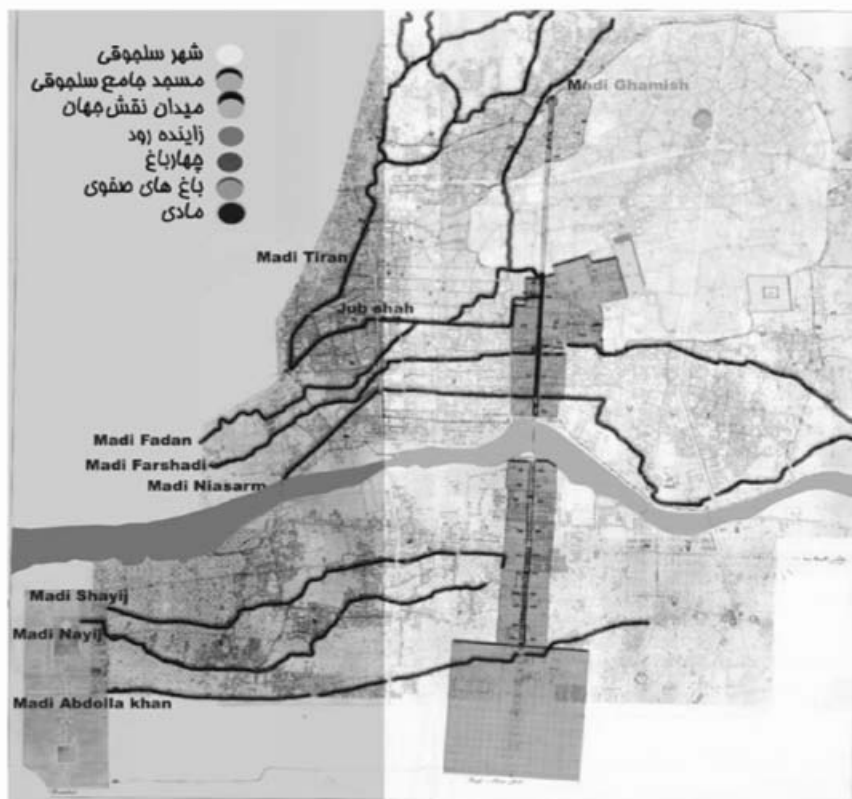 شهر سلجوقی
مسجد جامع سلجوقی
میدان نقش جهان
زاینده رود
چهارباغ
باغ های صفوی
مادی
Madi Ghamish
Madi Tiran
Jub shah
Madi Fadan
Madi Farshadi
Madi Niasarm
Madi Shayij
Madi Nayij
Madi Abdolla khan